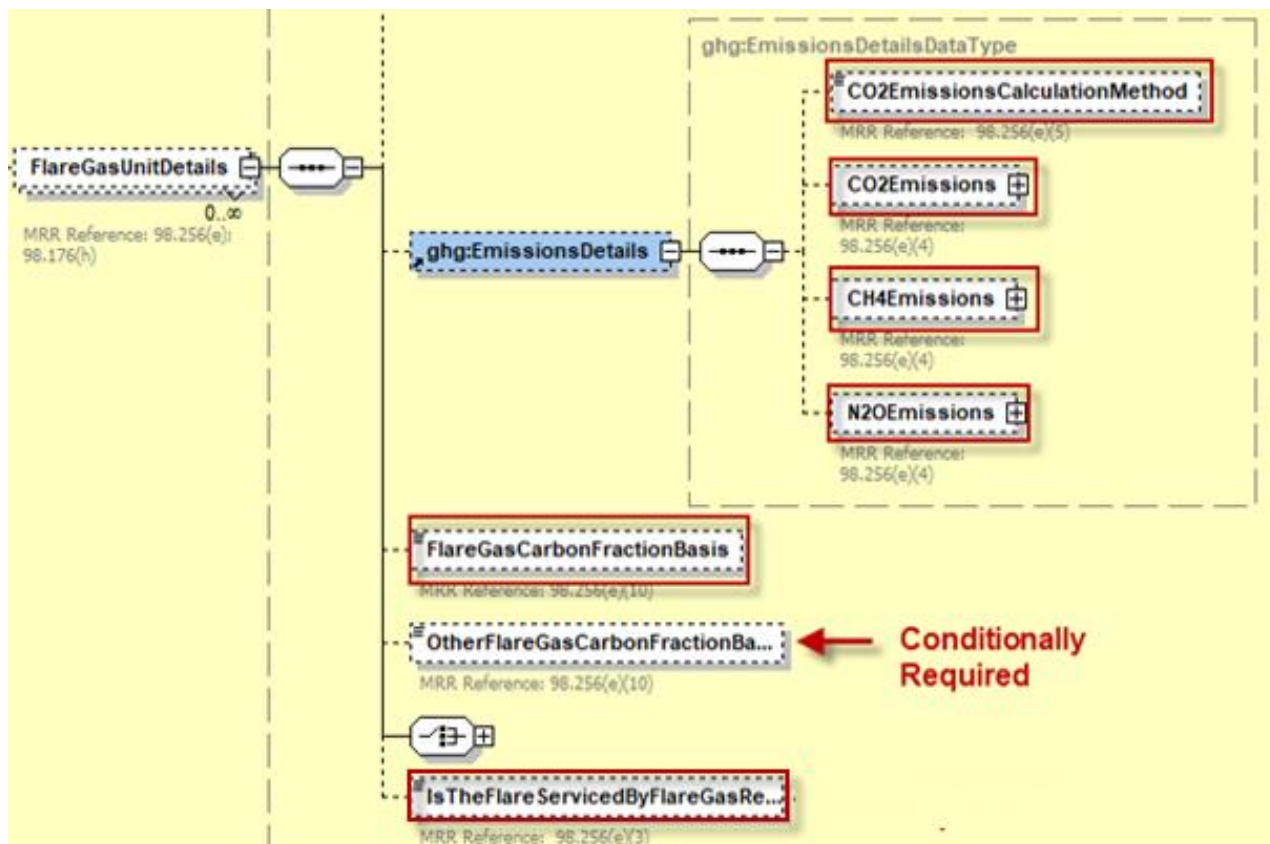 ghg:EmissionsDetailsDataType
CO2EmissionsCalculationMethod
MRR Reference: 98.256(e)(5)
FlareGasUnitDetails
0..∞
MRR Reference: 98.256(e);
98.176(h)
CO2Emissions
MRR Reference:
98.256(e)(4)
ghg:EmissionsDetails
CH4Emissions
MRR Reference:
98.256(e)(4)
N2OEmissions
MRR Reference:
98.256(e)(4)
FlareGasCarbonFractionBasis
MRR Reference: 98.256(e)(10)
OtherFlareGasCarbonFractionBa...
MRR Reference: 98.256(e)(10)
Conditionally
Required
IsTheFlareServicedByFlareGasRe...
MRR Reference: 98.256(e)(3)